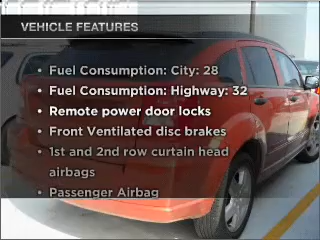 VEHICLE FEATURES
• Fuel Consumption: City: 28
• Fuel Consumption: Highway: 32
• Remote power door locks
• Front Ventilated disc brakes
• 1st and 2nd row curtain head
airbags
• Passenger Airbag